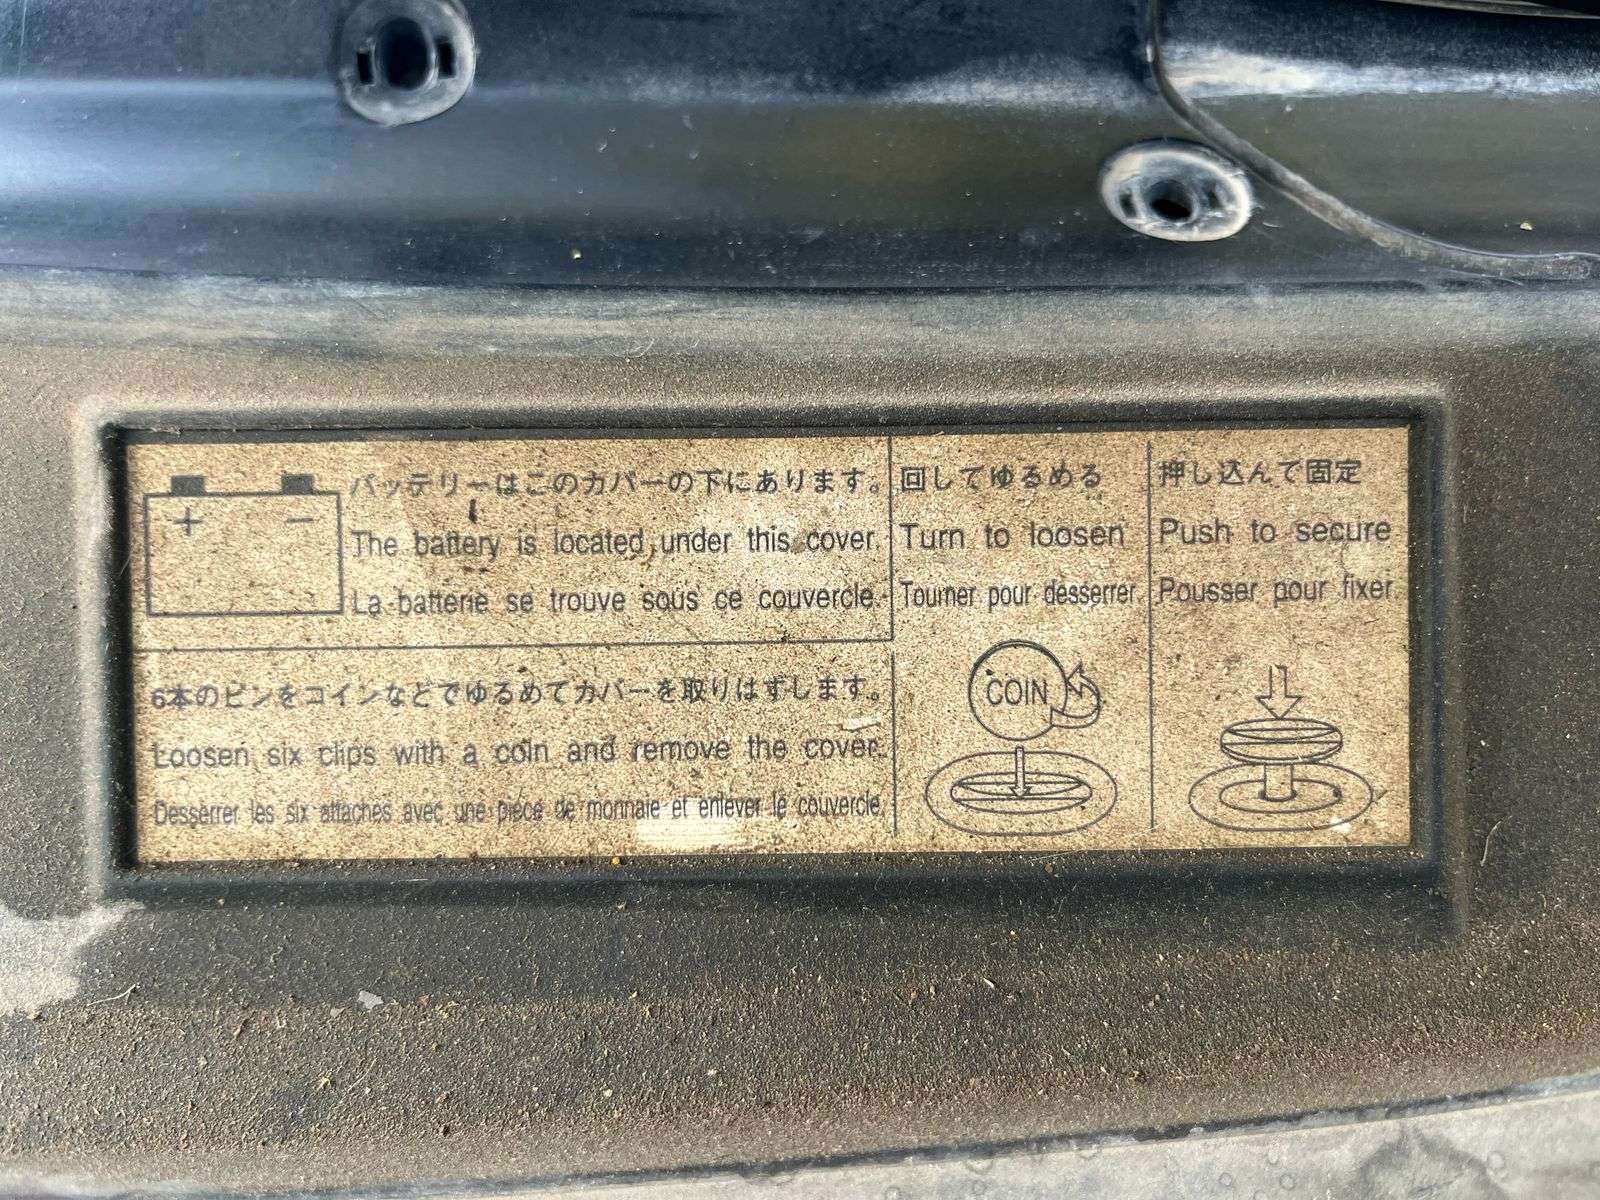 バッテリーはこのカバーの下にあります。
The battery is located under this cover.
La batterie se trouve sous ce couvercle.
+ −
6本のピンをコインなどでゆるめてカバーを取りはずします。
Loosen six clips with a coin and remove the cover.
Desserrer les six attaches avec une pièce de monnaie et enlever le couvercle.
回してゆるめる
Turn to loosen
Tourner pour desserrer.
COIN
押し込んで固定
Push to secure
Pousser pour fixer